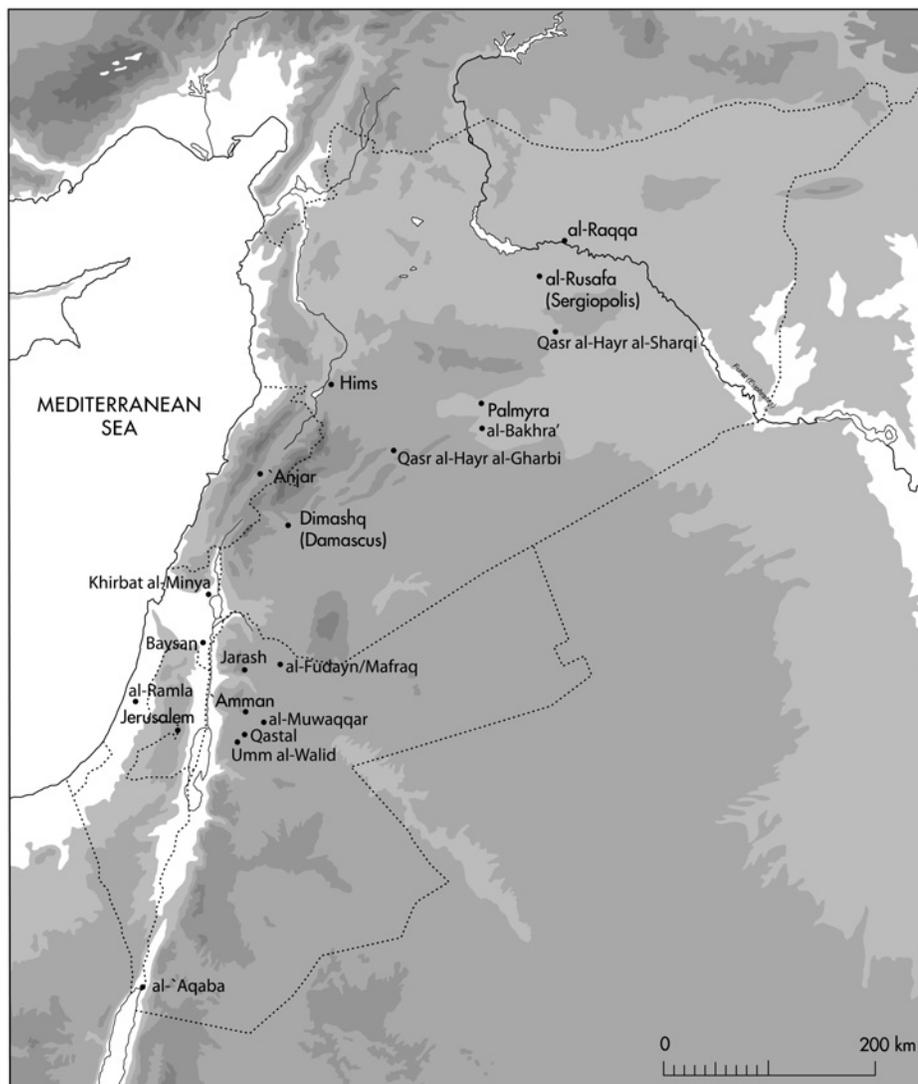 al-Raqqa
al-Rusafa
(Sergiopolis)
Qasr al-Hayr al-Sharqi
Furat (Euphrates)
Hims
MEDITERRANEAN
SEA
Palmyra
al-Bakhra'
Qasr al-Hayr al-Gharbi
`Anjar
Dimashq
(Damascus)
Khirbat al-Minya
Baysan
Jarash
al-Fudayn/Mafraq
al-Ramla
`Amman
Jerusalem
al-Muwaqqar
Qastal
Umm al-Walid
al-`Aqaba
0 200 km